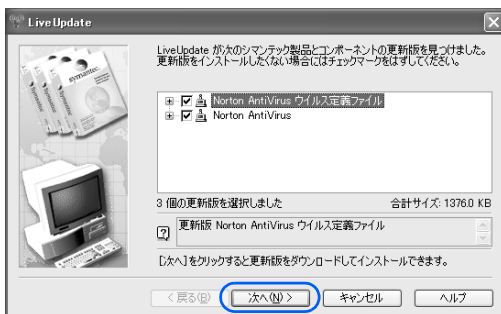 LiveUpdate
LiveUpdate が次のシマンテック製品とコンポーネントの更新版を見つけました。
更新版をインストールしたくない場合にはチェックマークをはずしてください。
symantec.
Norton AntiVirus ウイルス定義ファイル
Norton AntiVirus
3 個の更新版を選択しました 合計サイズ: 1376.0 KB
更新版 Norton AntiVirus ウイルス定義ファイル
[次へ] をクリックすると更新版をダウンロードしてインストールできます。
< 戻る(B) 次へ(N) > キャンセル ヘルプ